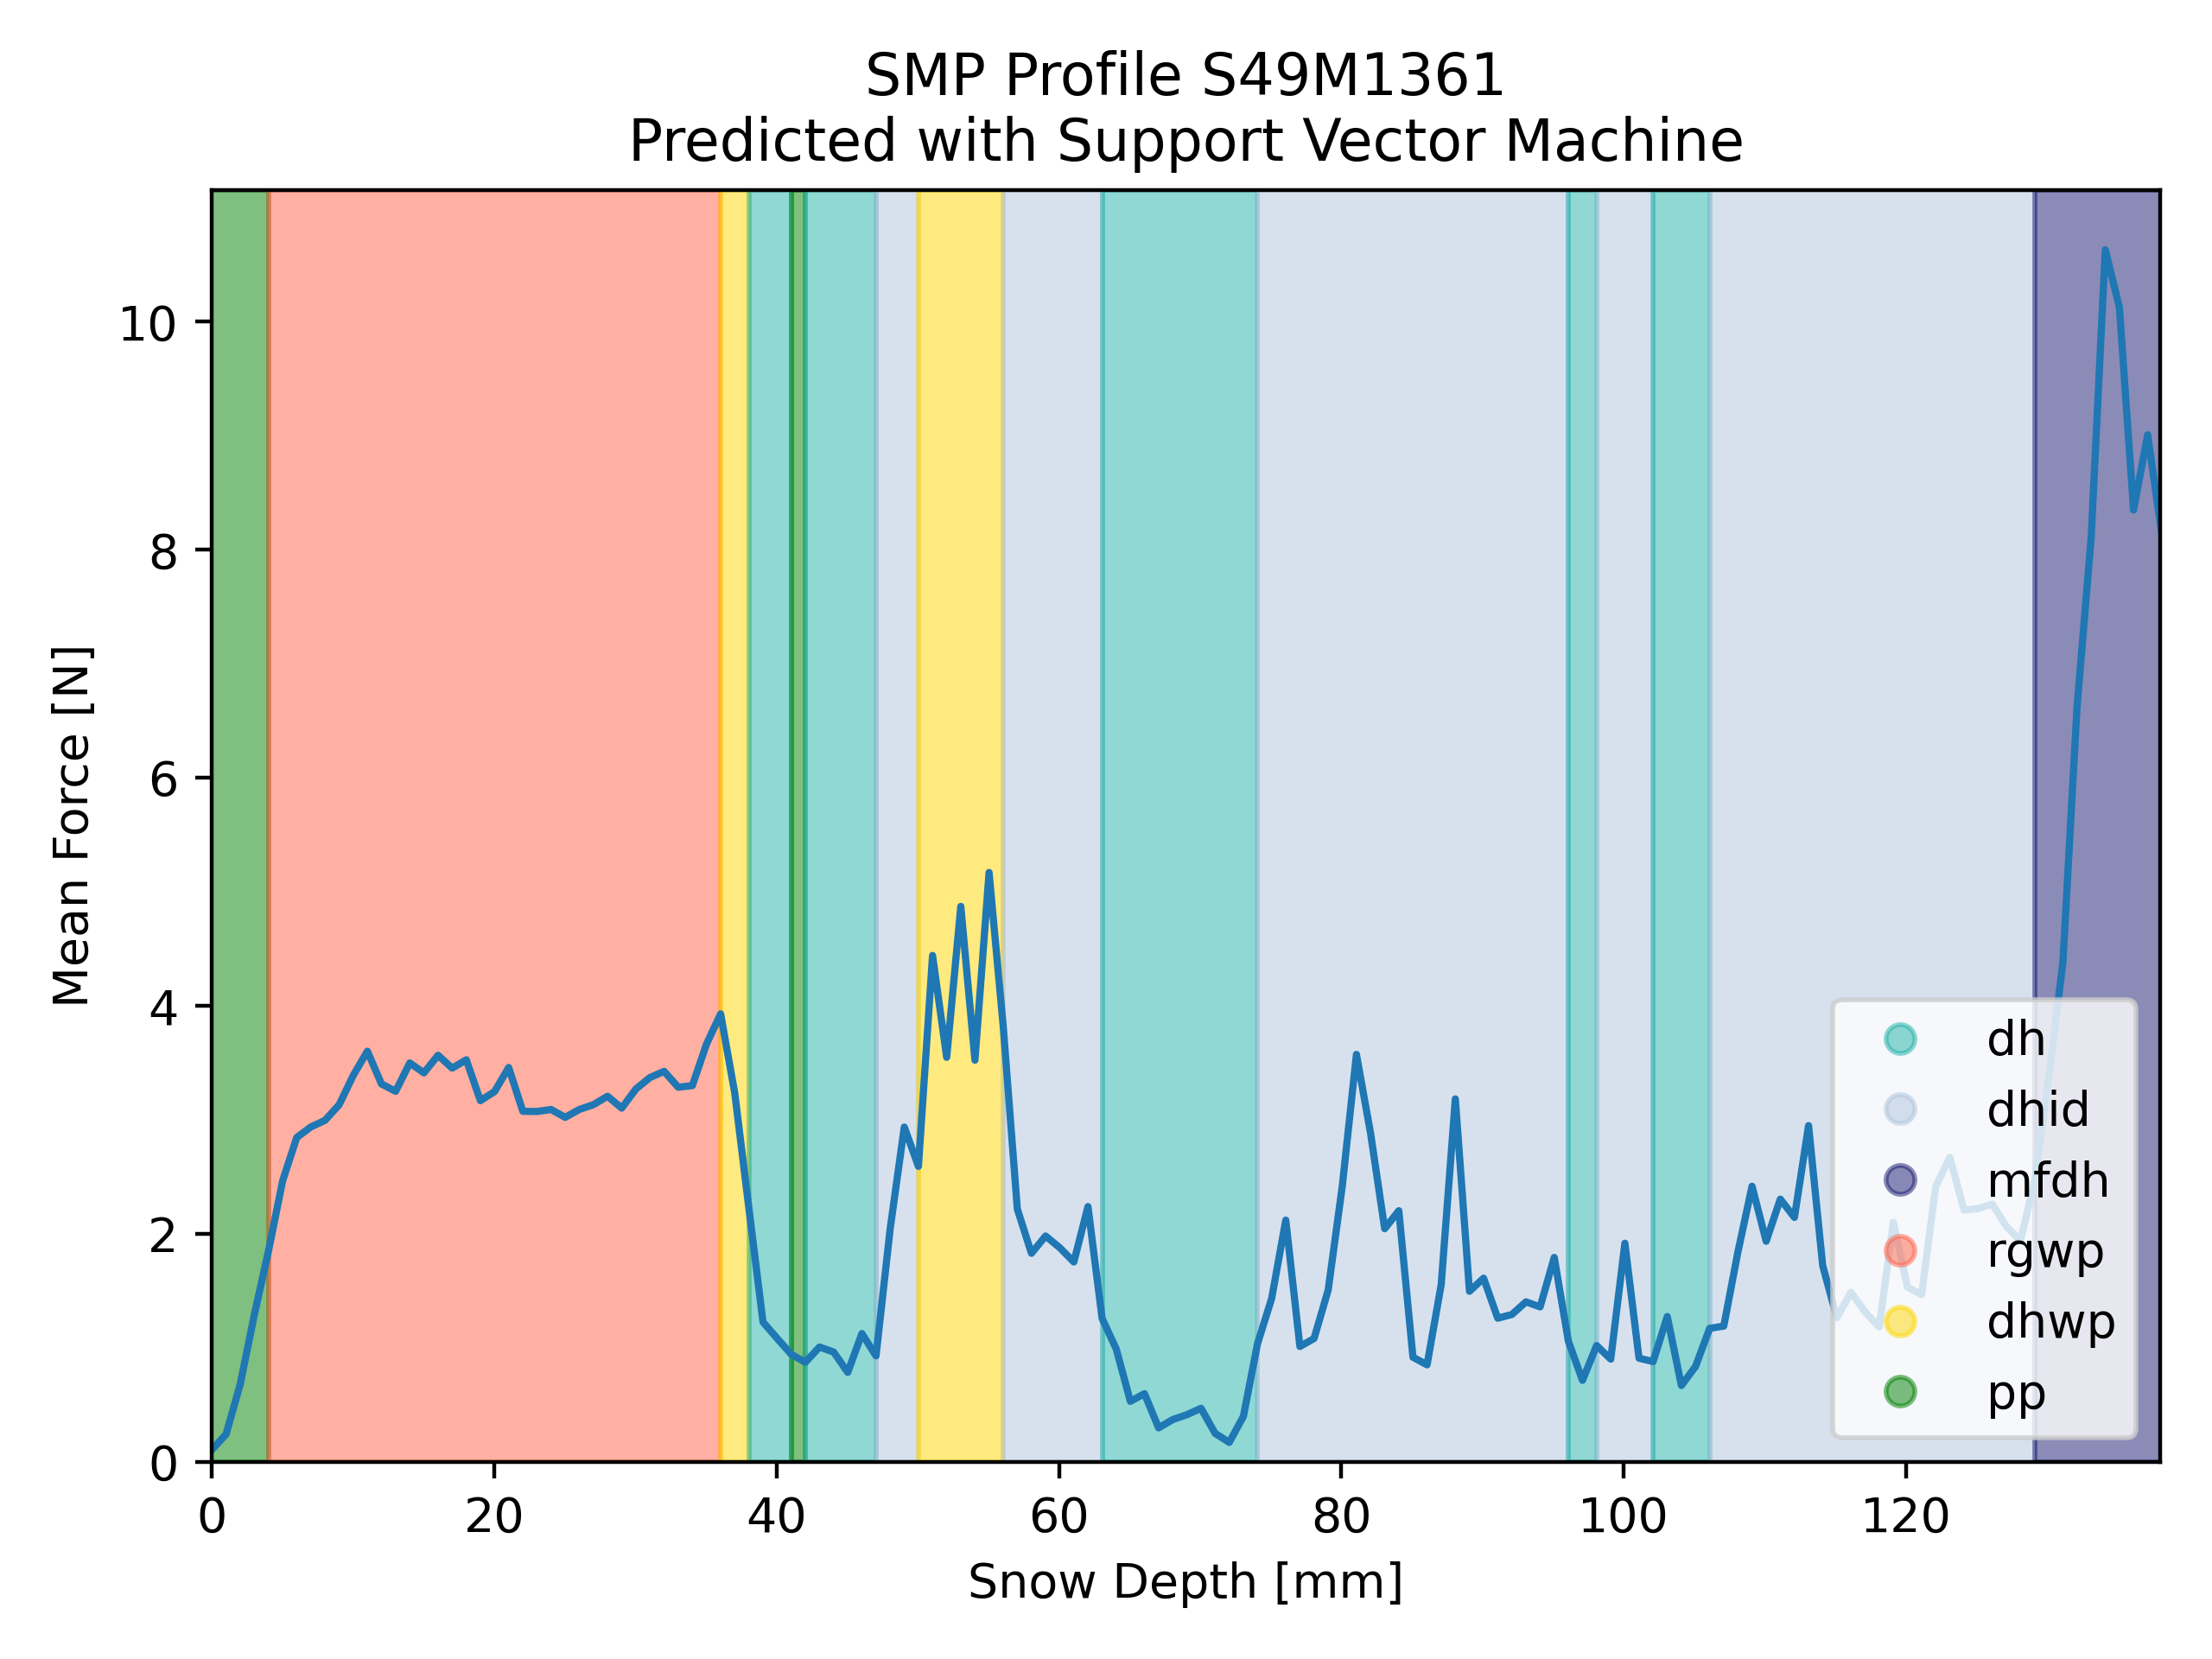 SMP Profile S49M1361
Predicted with Support Vector Machine
Mean Force [N]
10
8
6
4
2
0
dh
dhid
mfdh
rgwp
dhwp
pp
0 20 40 60 80 100 120
Snow Depth [mm]